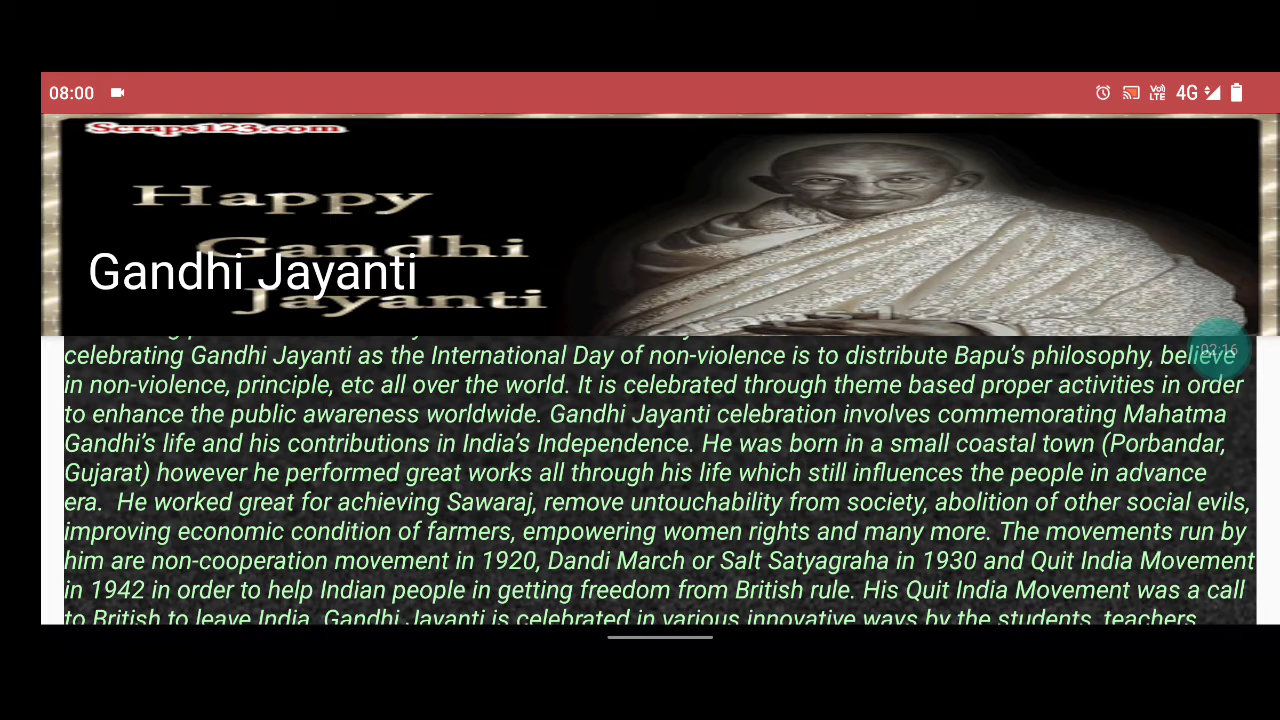 08:00
Vo) LTE 4G
Scraps123.com
Happy
Gandhi
Gandhi Jayanti
Jayanti
celebrating Gandhi Jayanti as the International Day of non-violence is to distribute Bapu's philosophy, believe
02:16
in non-violence, principle, etc all over the world. It is celebrated through theme based proper activities in order
to enhance the public awareness worldwide. Gandhi Jayanti celebration involves commemorating Mahatma
Gandhi's life and his contributions in India's Independence. He was born in a small coastal town (Porbandar,
Gujarat) however he performed great works all through his life which still influences the people in advance
era.  He worked great for achieving Sawaraj, remove untouchability from society, abolition of other social evils,
improving economic condition of farmers, empowering women rights and many more. The movements run by
him are non-cooperation movement in 1920, Dandi March or Salt Satyagraha in 1930 and Quit India Movement
in 1942 in order to help Indian people in getting freedom from British rule. His Quit India Movement was a call
to British to leave India. Gandhi Jayanti is celebrated in various innovative ways by the students, teachers,